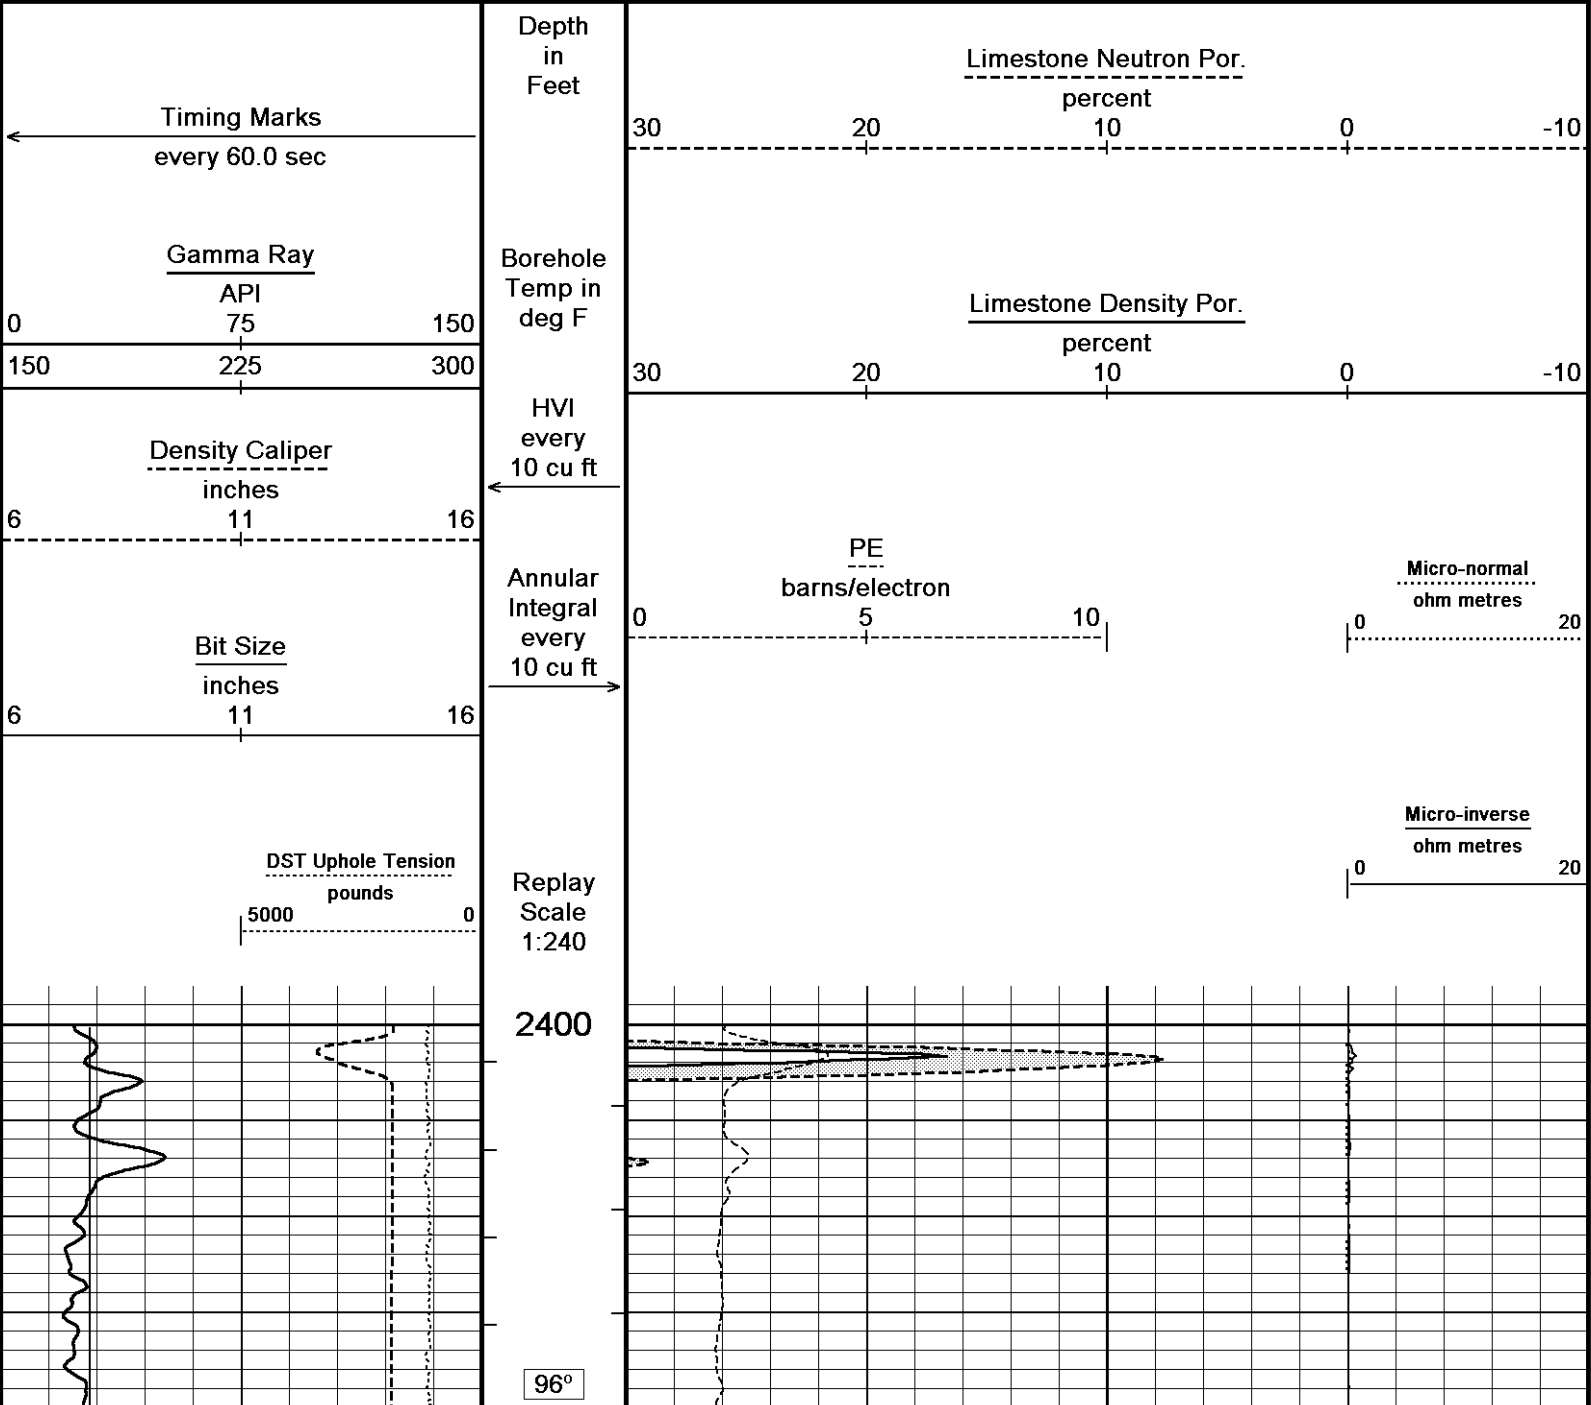 Timing Marks
every 60.0 sec
Gamma Ray
API
0 75 150
150 225 300
Density Caliper
inches
6 11 16
Bit Size
inches
6 11 16
DST Uphole Tension
pounds
5000 0
Depth
in
Feet
Borehole
Temp in
deg F
HVI
every
10 cu ft
Annular
Integral
every
10 cu ft
Replay
Scale
1:240
Limestone Neutron Por.
percent
30 20 10 0 -10
Limestone Density Por.
percent
30 20 10 0 -10
PE
barns/electron
0 5 10
Micro-normal
ohm metres
0 20
Micro-inverse
ohm metres
0 20
2400
96º